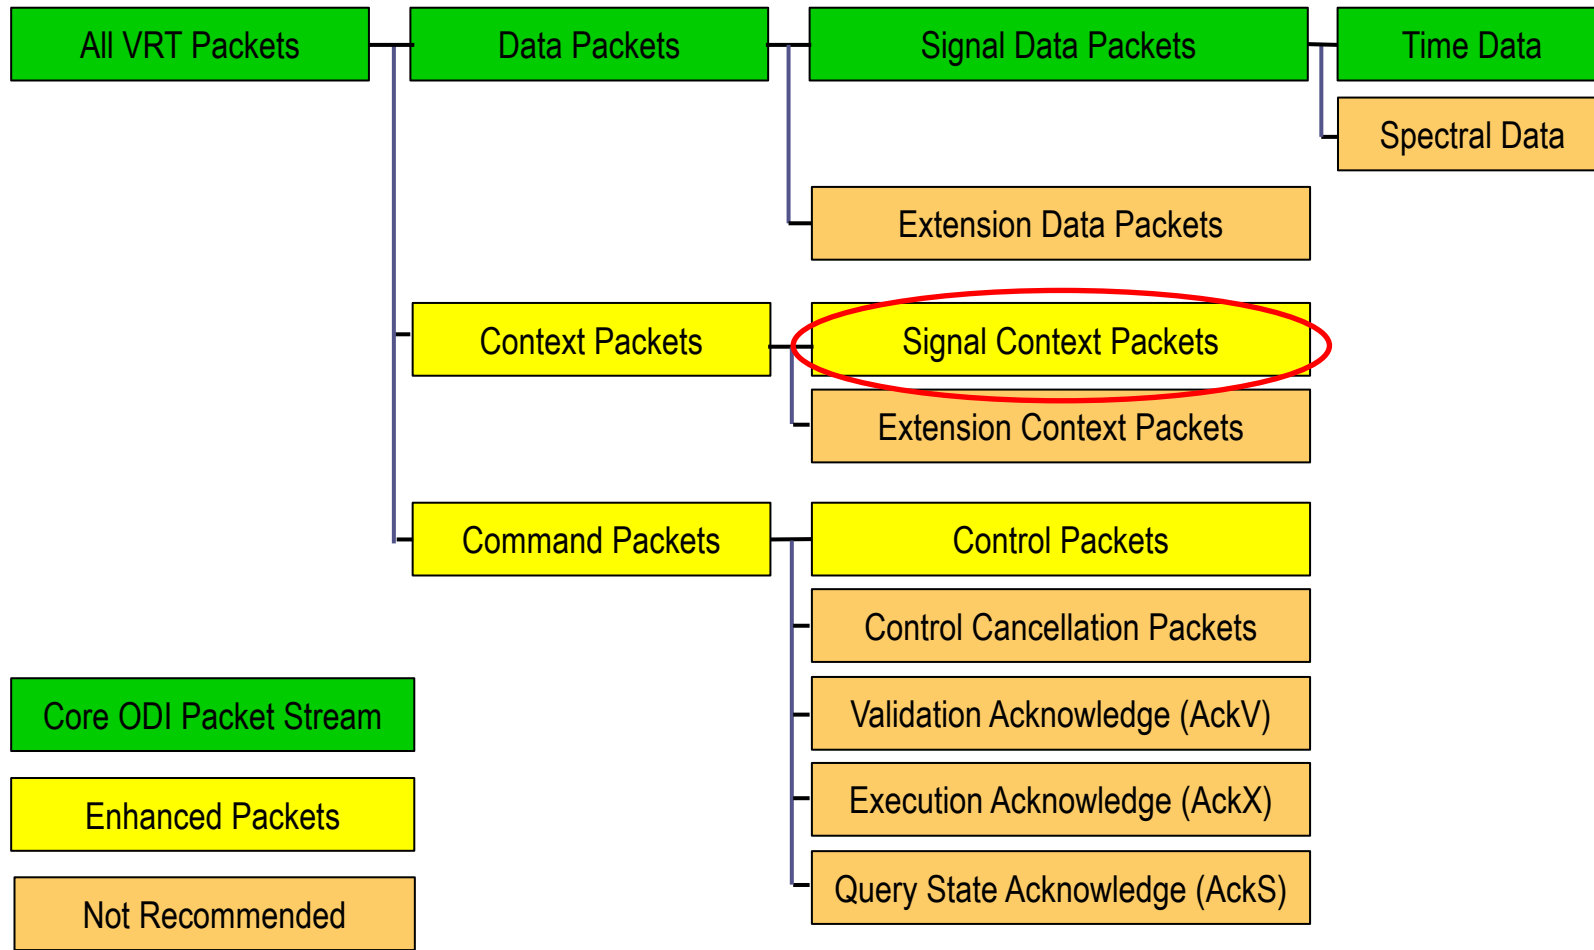 All VRT Packets
Data Packets
Signal Data Packets
Time Data
Spectral Data
Extension Data Packets
Context Packets
Signal Context Packets
Extension Context Packets
Command Packets
Control Packets
Control Cancellation Packets
Validation Acknowledge (AckV)
Execution Acknowledge (AckX)
Query State Acknowledge (AckS)
Core ODI Packet Stream
Enhanced Packets
Not Recommended